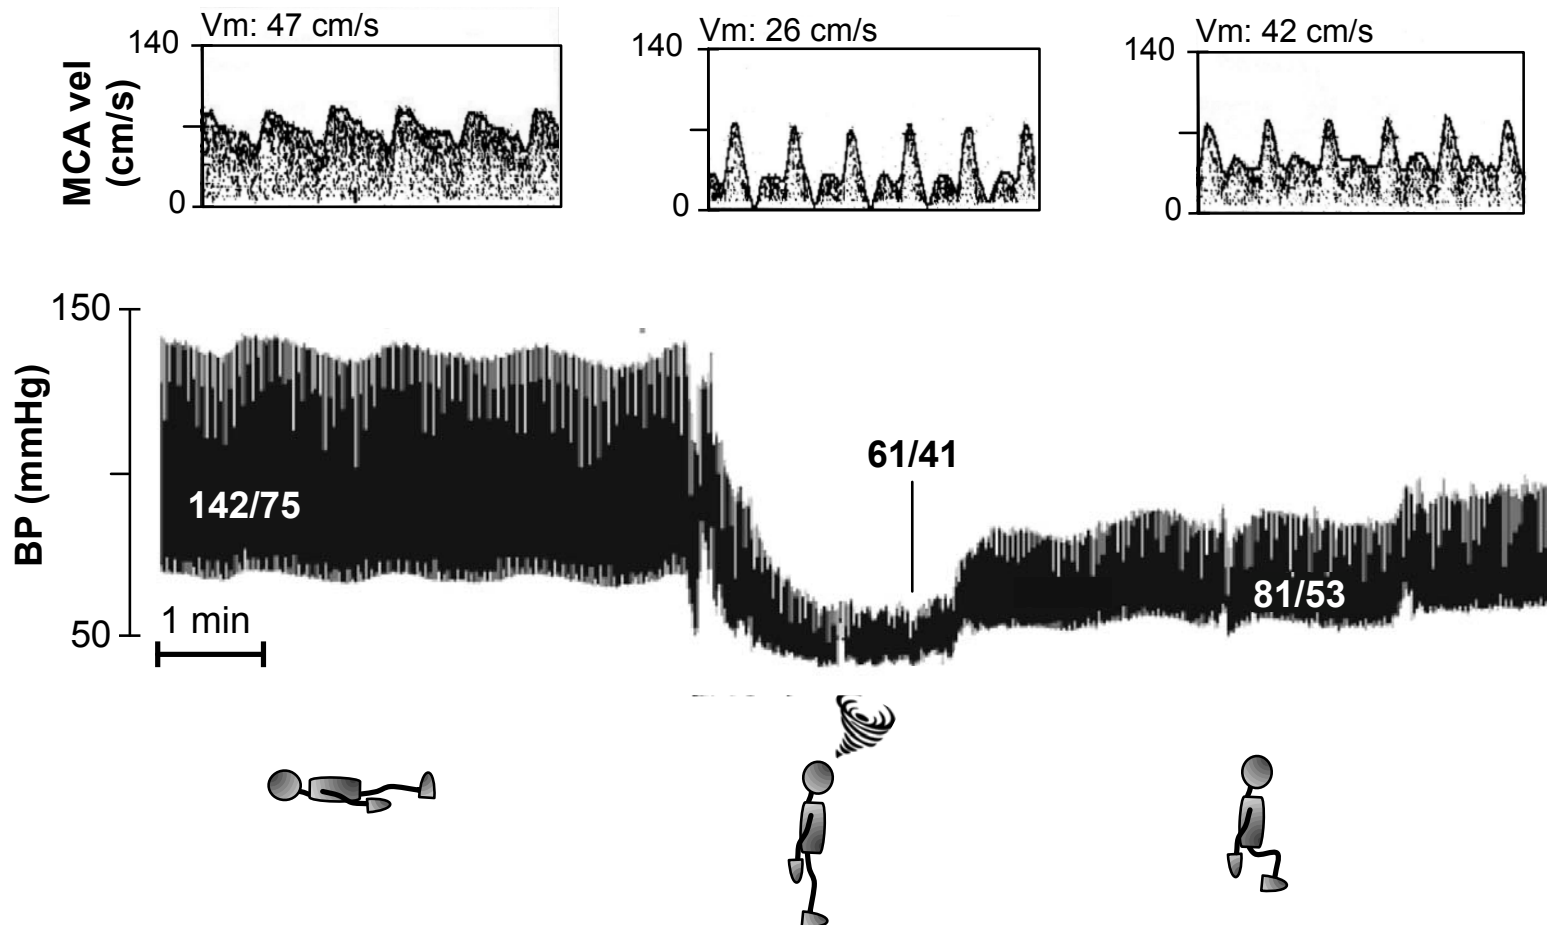 Vm: 47 cm/s
Vm: 26 cm/s
Vm: 42 cm/s
140
140
140
MCA vel
(cm/s)
0
0
0
150
BP (mmHg)
61/41
142/75
81/53
1 min
50